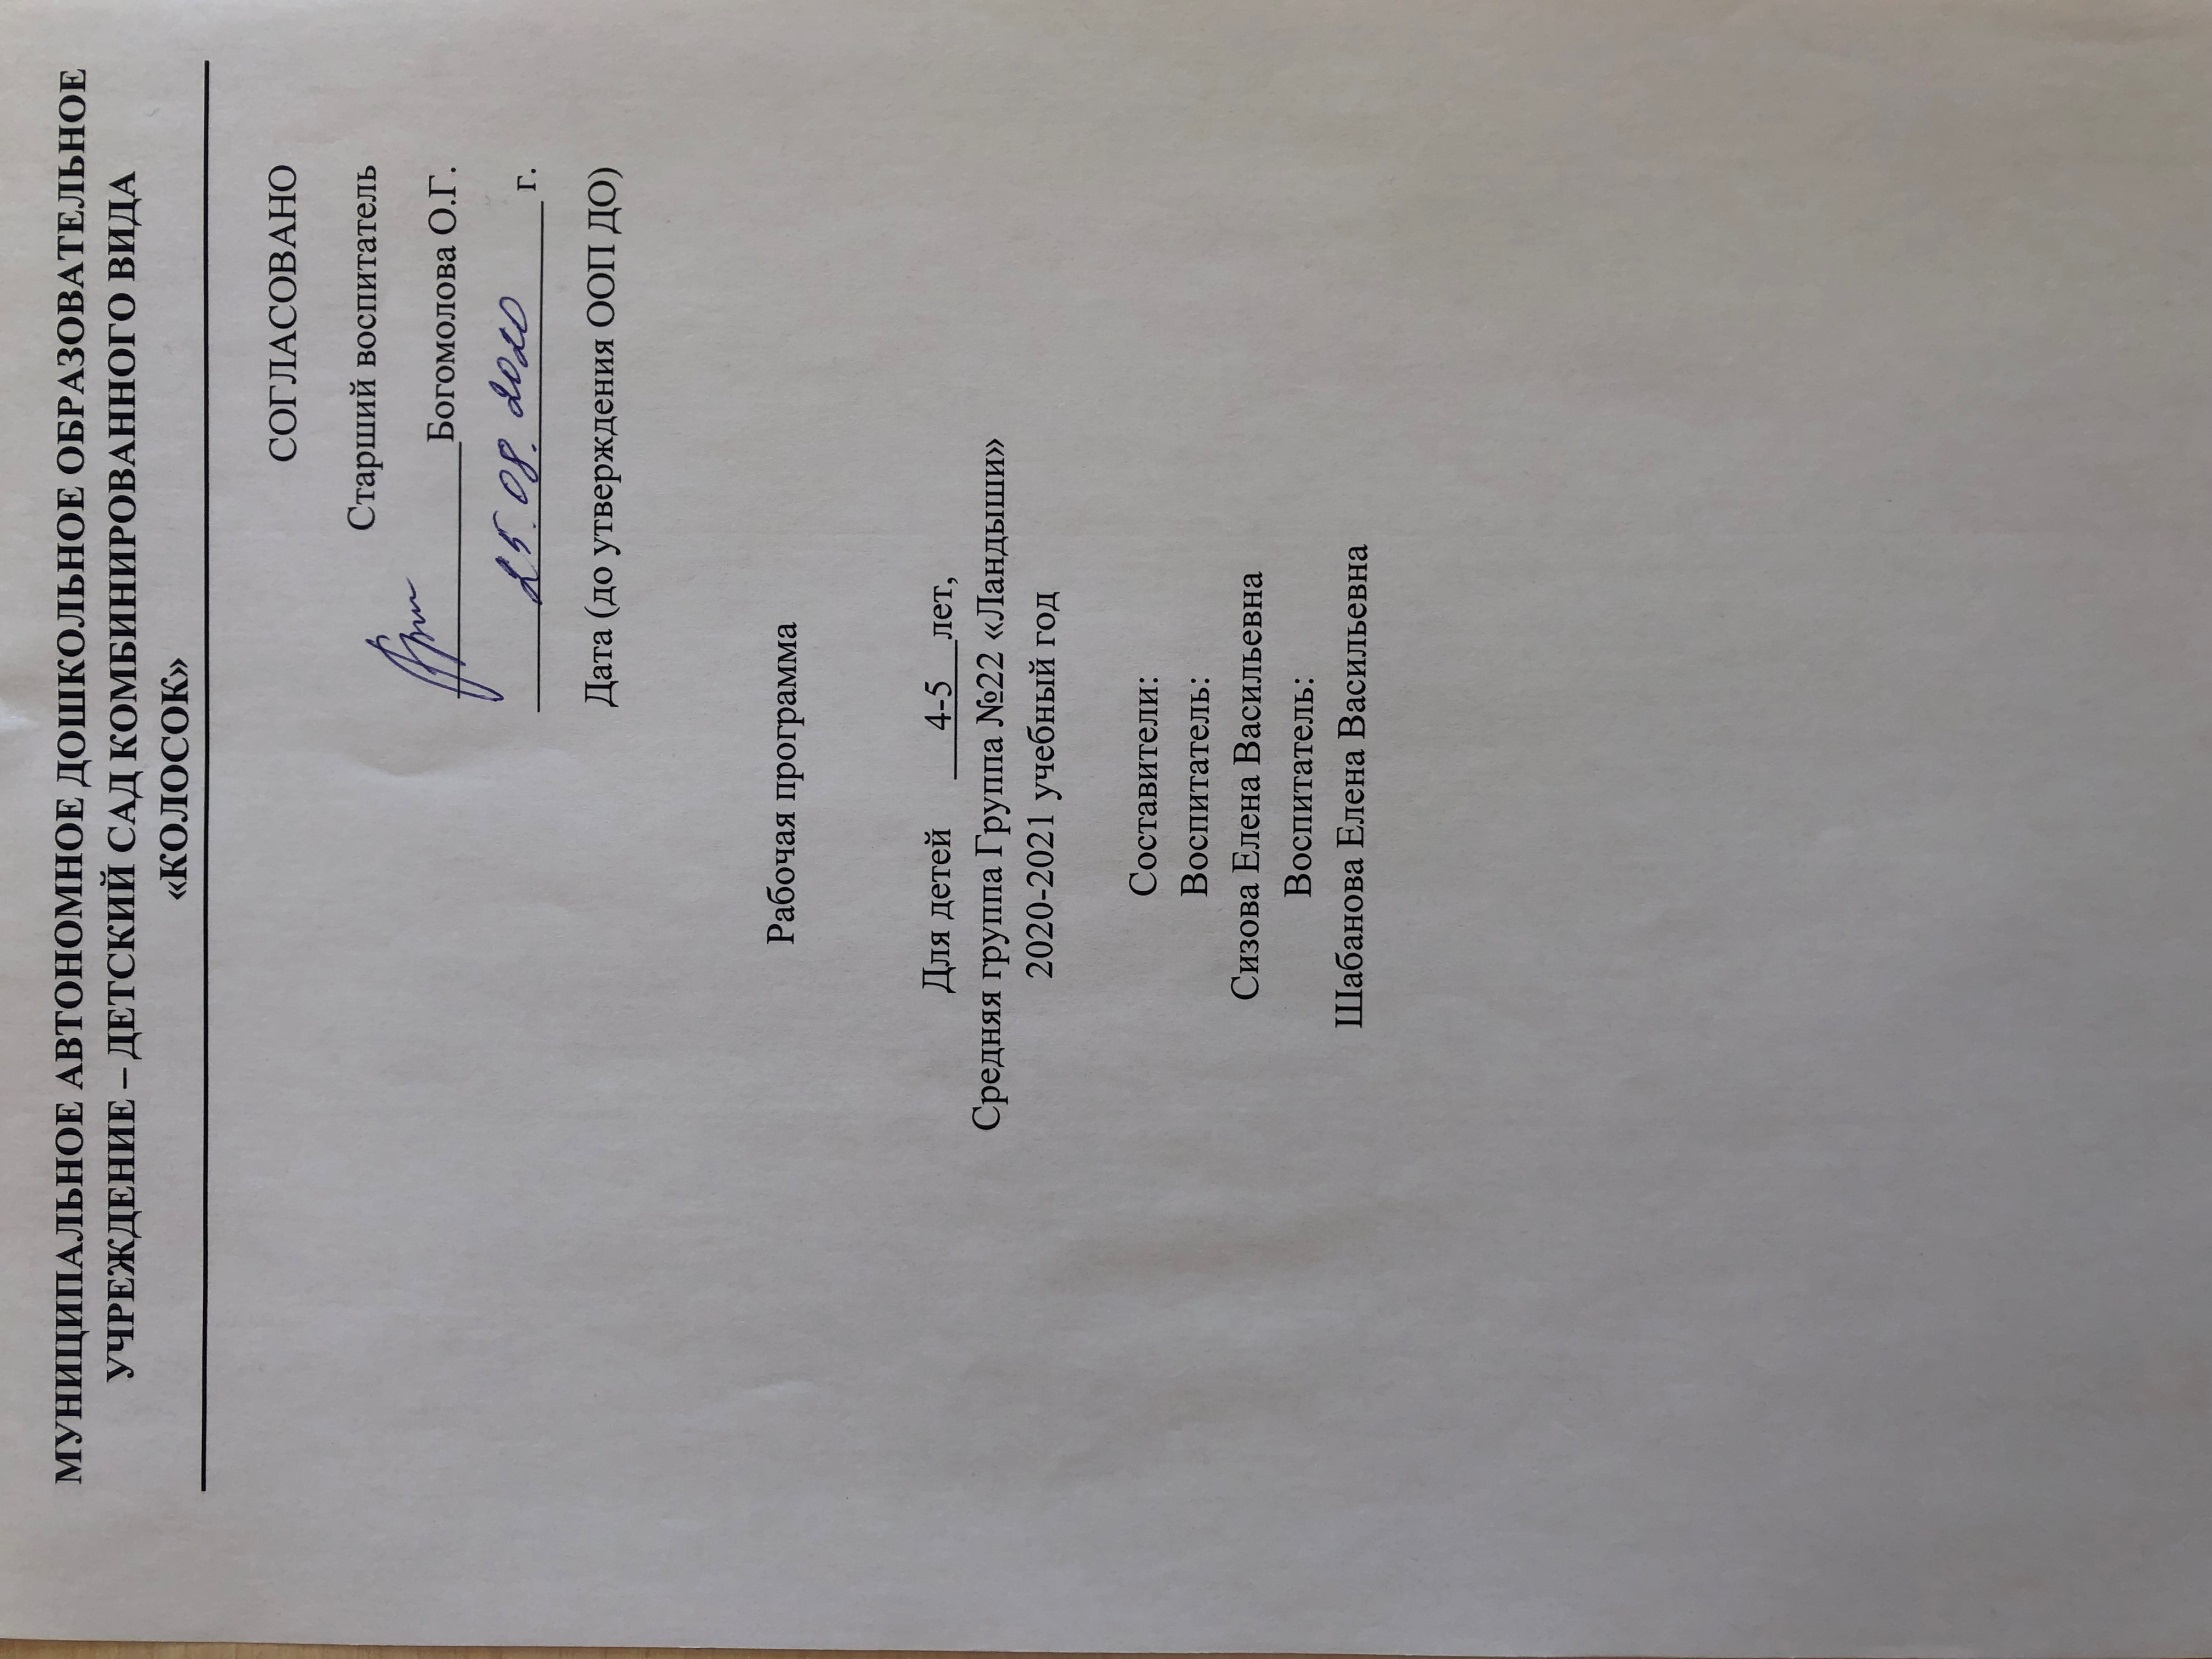 МУНИЦИПАЛЬНОЕ АВТОНОМНОЕ ДОШКОЛЬНОЕ ОБРАЗОВАТЕЛЬНОЕ
УЧРЕЖДЕНИЕ – ДЕТСКИЙ САД КОМБИНИРОВАННОГО ВИДА
«КОЛОСОК»
СОГЛАСОВАНО
Старший воспитатель
Богомолова О.Г.
25.08.2020 г.
Дата (до утверждения ООП ДО)
Рабочая программа
Для детей 4-5 лет,
Средняя группа Группа №22 «Ландыши»
2020-2021 учебный год
Составители:
Воспитатель:
Сизова Елена Васильевна
Воспитатель:
Шабанова Елена Васильевна